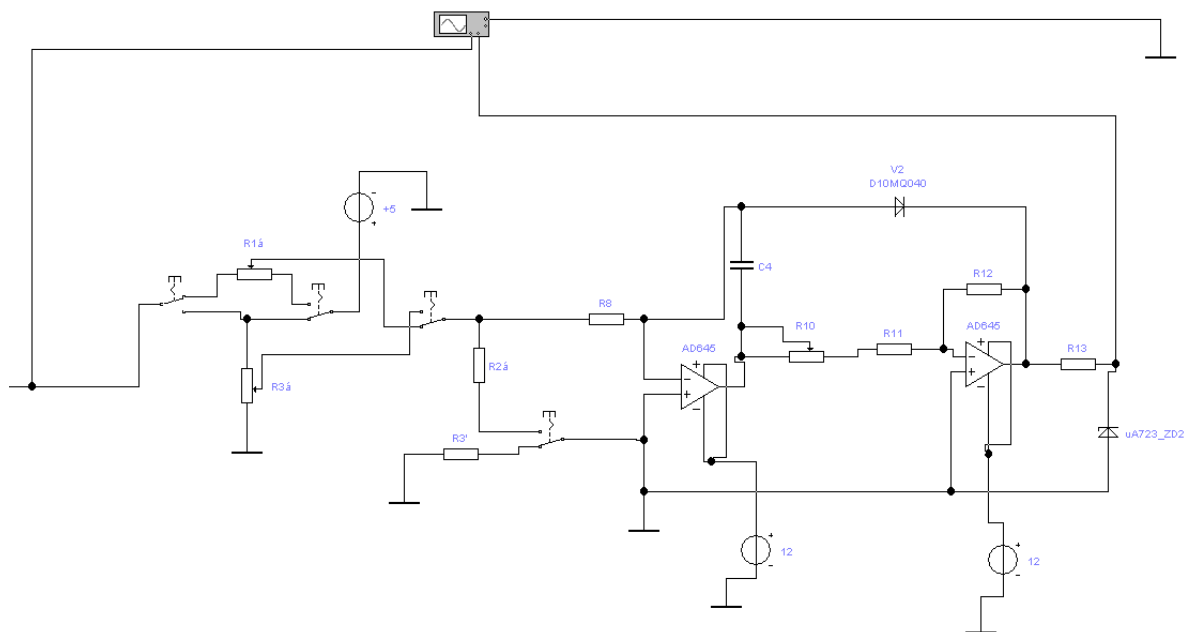 V2
D10MQ040
+5
R1á
C4
R12
R8
R10
R11
AD645
AD645
R13
R2á
R3á
R3'
uA723_ZD2
12
12